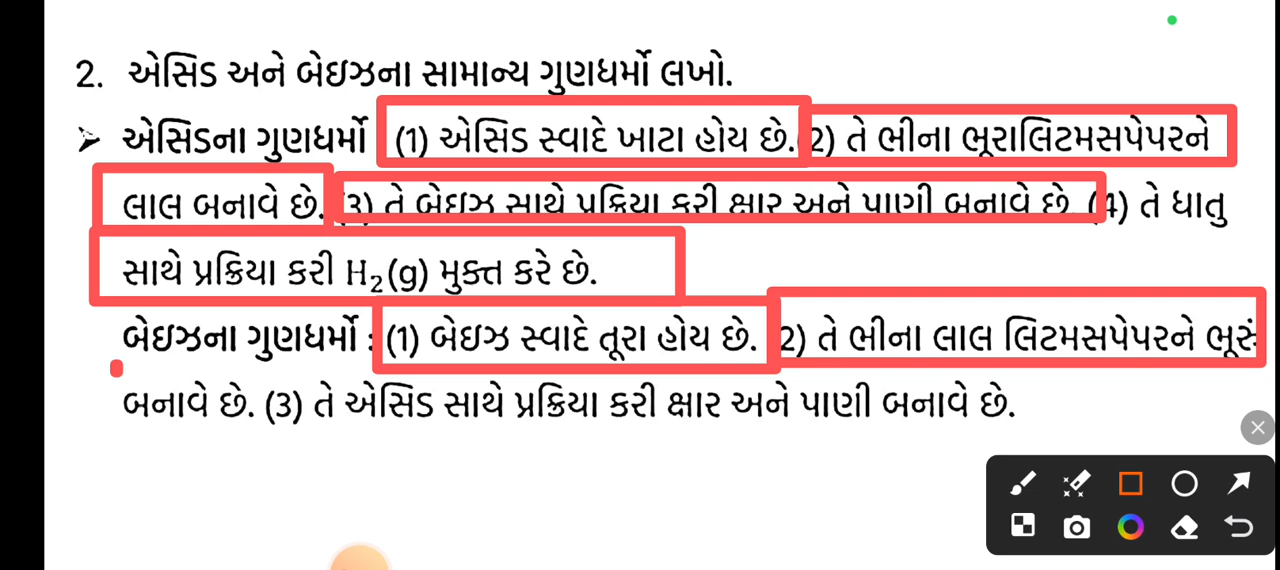 2. એસિડ અને બેઇઝના સામાન્ય ગુણધર્મો લખો.
➢ એસિડના ગુણધર્મો (1) એસિડ સ્વાદે ખાટા હોય છે. (2) તે ભીના ભૂરાલિટમસપેપરને
લાલ બનાવે છે. (3) તે બેઇઝ સાથે પ્રક્રિયા કરી ક્ષાર અને પાણી બનાવે છે. (4) તે ધાતુ
સાથે પ્રક્રિયા કરી H₂(g) મુક્ત કરે છે.
બેઇઝના ગુણધર્મો : (1) બેઇઝ સ્વાદે તૂરા હોય છે. (2) તે ભીના લાલ લિટમસપેપરને ભૂરું
બનાવે છે. (3) તે એસિડ સાથે પ્રક્રિયા કરી ક્ષાર અને પાણી બનાવે છે.